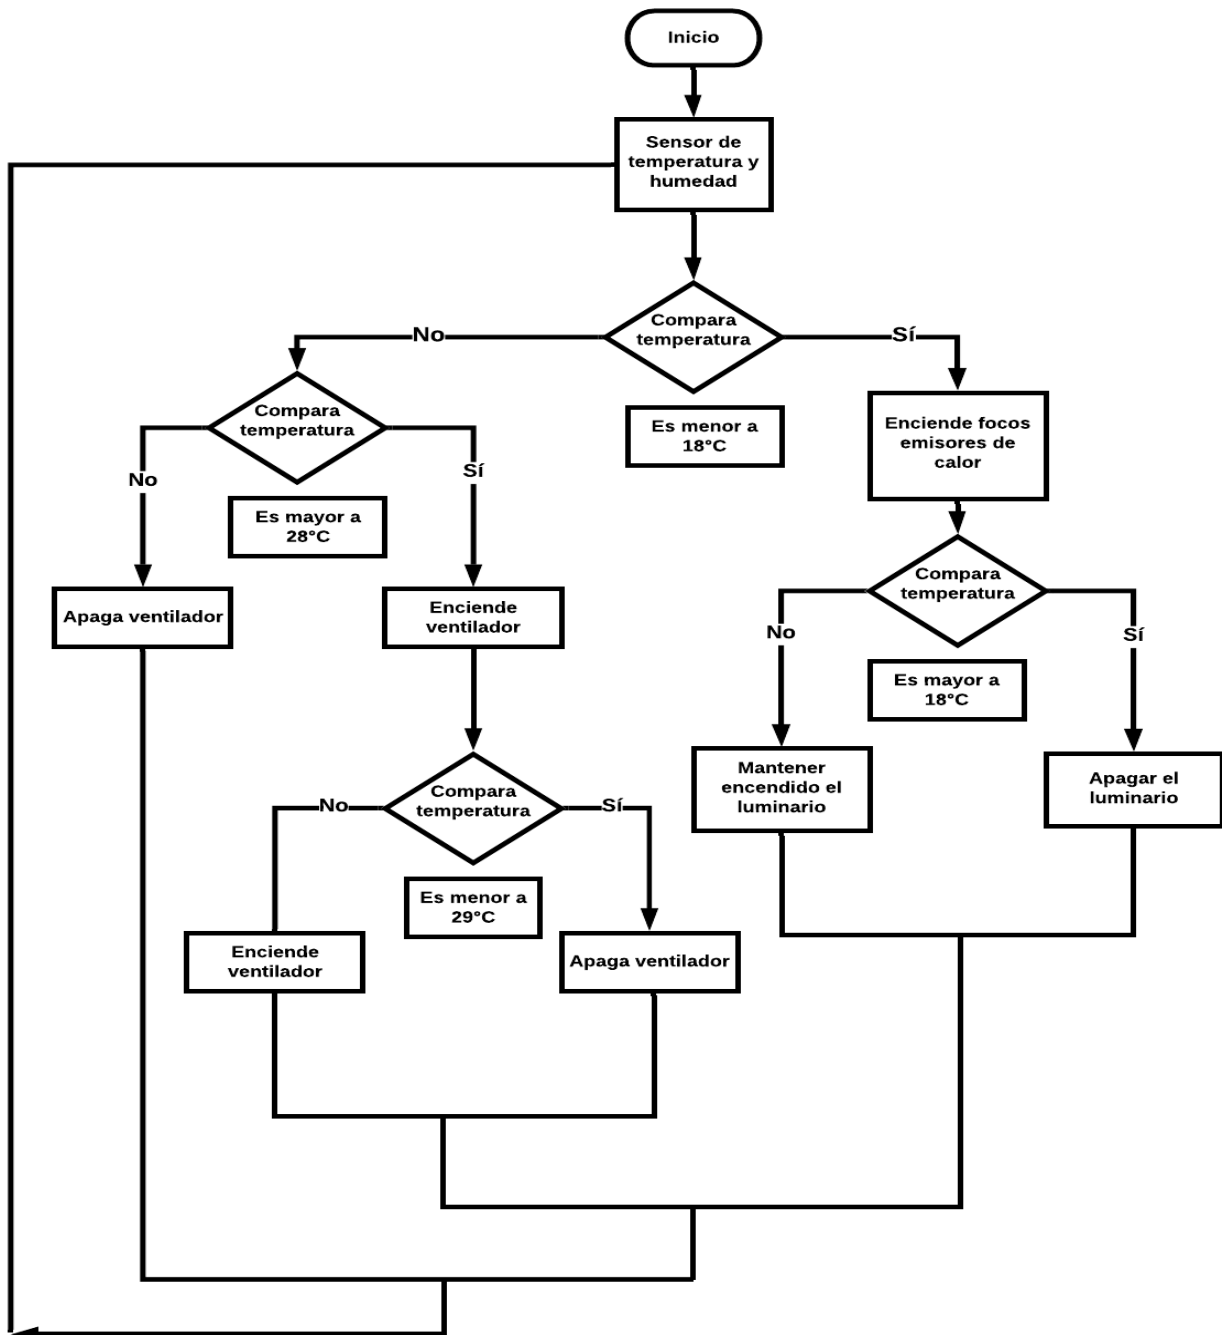 Inicio
Sensor de
temperatura y
humedad
Compara
temperatura
No
Sí
Es menor a
18°C
Compara
temperatura
No
Sí
Es mayor a
28°C
Enciende focos
emisores de
calor
Apaga ventilador
Enciende
ventilador
Compara
temperatura
No
Sí
Es mayor a
18°C
Mantener
encendido el
luminario
Apagar el
luminario
Compara
temperatura
No
Sí
Es menor a
29°C
Enciende
ventilador
Apaga ventilador